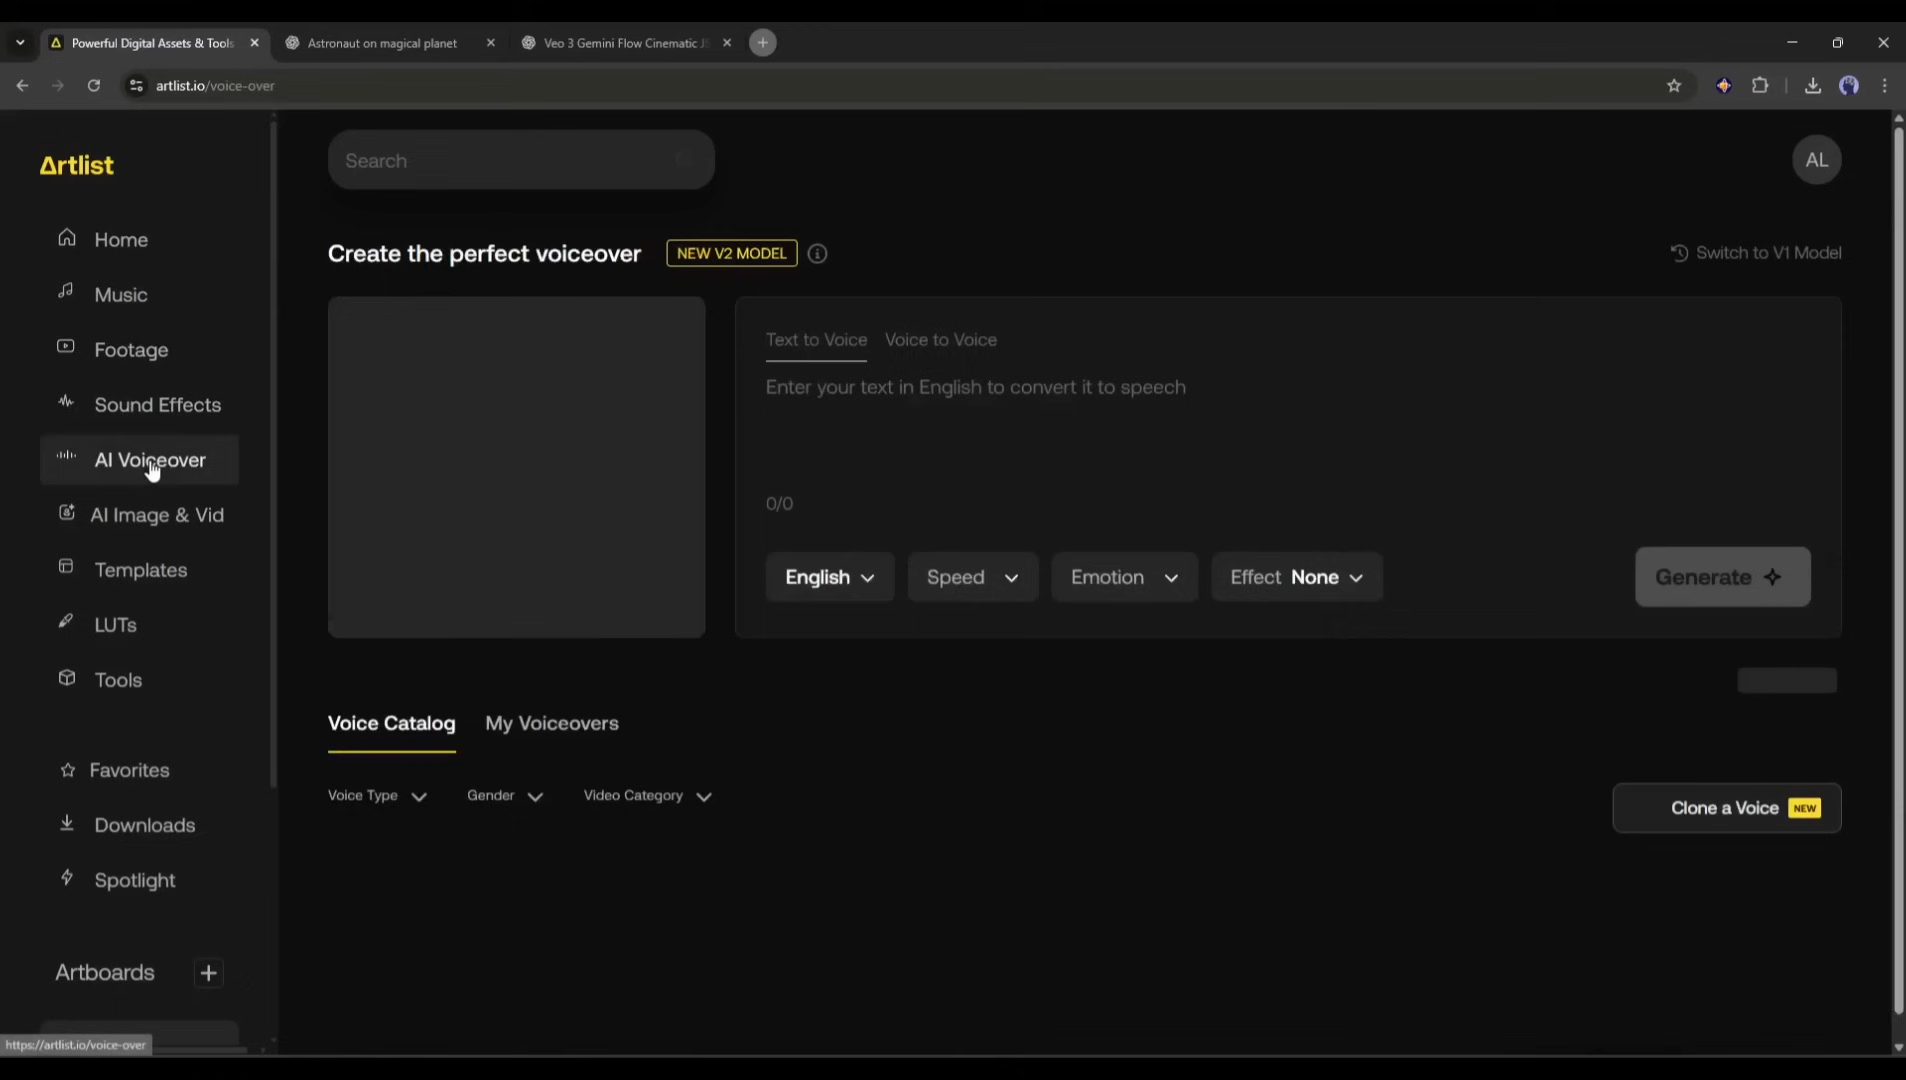 Powerful Digital Assets & Tools
Astronaut on magical planet
Veo 3 Gemini Flow Cinematic JS
artlist.io/voice-over
Artlist
Search
AL
Home
Music
Footage
Sound Effects
AI Voiceover
AI Image & Vid
Templates
LUTs
Tools
Favorites
Downloads
Spotlight
Artboards
https://artlist.io/voice-over
Create the perfect voiceover NEW V2 MODEL
Switch to V1 Model
Text to Voice Voice to Voice
Enter your text in English to convert it to speech
0/0
English Speed Emotion Effect None Generate
Voice Catalog My Voiceovers
Voice Type Gender Video Category
Clone a Voice NEW